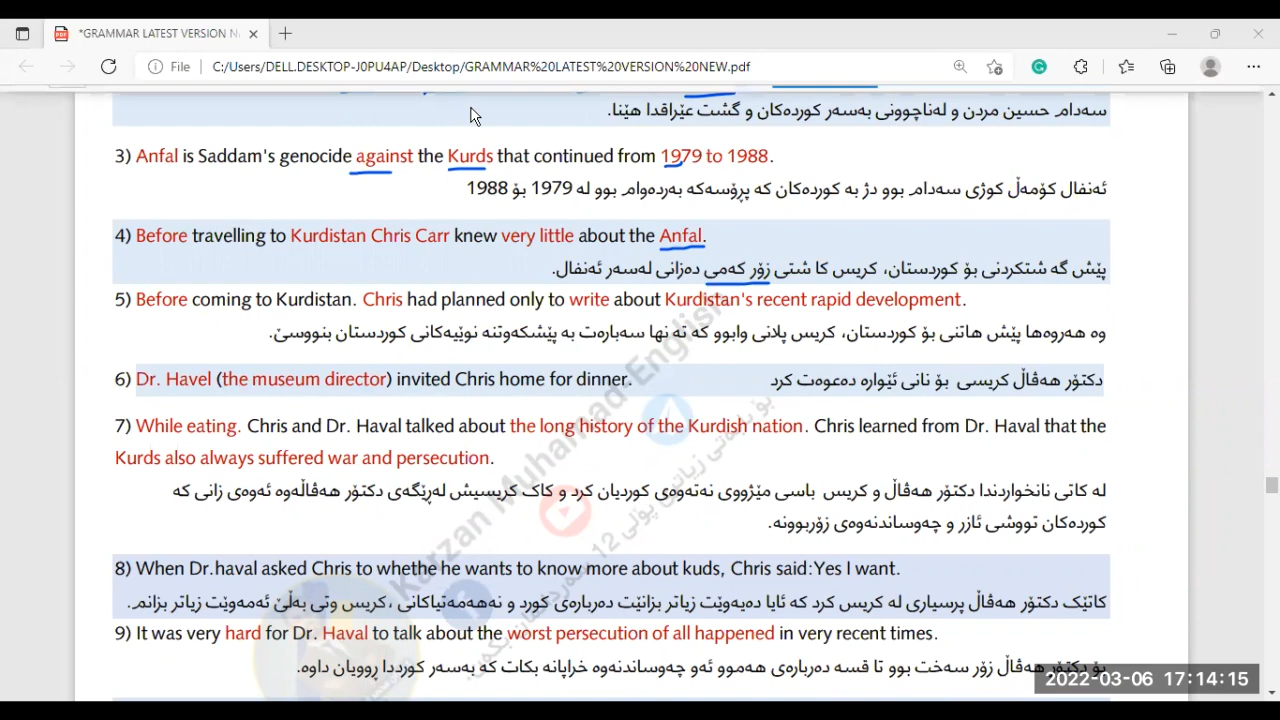 *GRAMMAR LATEST VERSION N
File C:/Users/DELL.DESKTOP-J0PU4AP/Desktop/GRAMMAR%20LATEST%20VERSION%20NEW.pdf
سەدام حسین مردن و لەناچوونی بەسەر کوردەکان و گشت عێراقدا هێنا.
3) Anfal is Saddam's genocide against the Kurds that continued from 1979 to 1988.
ئەنفال کۆمەڵ کوژی سەدام بوو دژ بە کوردەکان کە پرۆسەکە بەردەوام بوو لە 1979 بۆ 1988
4) Before travelling to Kurdistan Chris Carr knew very little about the Anfal.
پێش گە شتکردنی بۆ کوردستان، کریس کا شتی زۆر کەمی دەزانی لەسەر ئەنفال.
5) Before coming to Kurdistan. Chris had planned only to write about Kurdistan's recent rapid development.
وە هەروەها پێش هاتنی بۆ کوردستان، کریس پلانی وابوو کە تە نها سەبارەت بە پێشکەوتنە نوێیەکانی کوردستان بنووسێ.
6) Dr. Havel (the museum director) invited Chris home for dinner. دکتۆر هەڤاڵ کریسی بۆ نانی ئێوارە دەعوەت کرد
7) While eating. Chris and Dr. Haval talked about the long history of the Kurdish nation. Chris learned from Dr. Haval that the
Kurds also always suffered war and persecution.
لە کاتی نانخواردندا دکتۆر هەڤاڵ و کریس باسی مێژووی نەتەوەی کوردیان کرد و کاک کریسیش لەڕێگەی دکتۆر هەڤاڵەوە ئەوەی زانی کە
کوردەکان تووشی ئازر و چەوساندنەوەی زۆربوونە.
8) When Dr.haval asked Chris to whethe he wants to know more about kuds, Chris said:Yes I want.
کاتێک دکتۆر هەڤاڵ پرسیاری لە کریس کرد کە ئایا دەیەوێت زیاتر بزانێت دەربارەی کورد و نەهەمەتیاکانی ،کریس وتی بەڵێ ئەمەوێت زیاتر بزانم.
9) It was very hard for Dr. Haval to talk about the worst persecution of all happened in very recent times.
بۆ دکتۆر هەڤاڵ زۆر سەخت بوو تا قسە دەربارەی هەموو ئەو چەوساندنەوە خراپانە بکات کە بەسەر کورددا ڕوویان داوە.
Karzan Muhamad English
بۆ بابەتی زیاتری پۆلی 12
2022-03-06 17:14:15